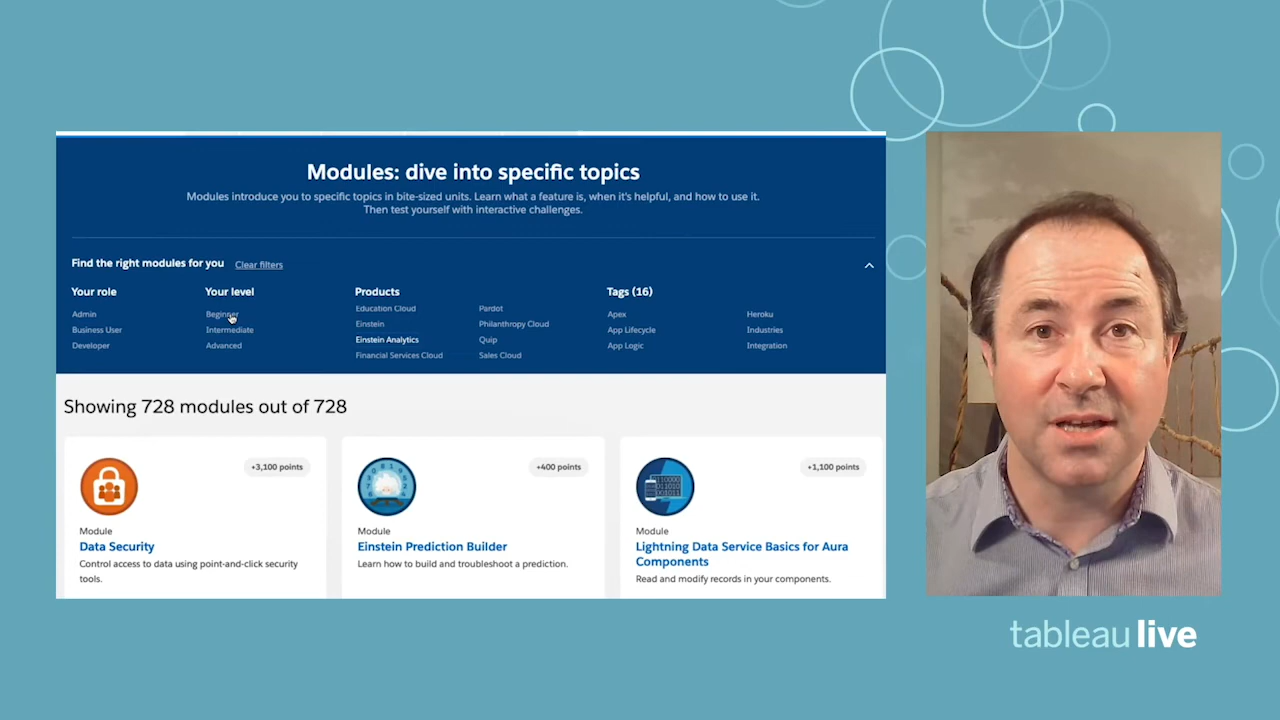 Modules: dive into specific topics
Modules introduce you to specific topics in bite-sized units. Learn what a feature is, when it's helpful, and how to use it.
Then test yourself with interactive challenges.
Find the right modules for you
Clear filters
Your role
Admin
Business User
Developer
Your level
Beginner
Intermediate
Advanced
Products
Education Cloud
Einstein
Einstein Analytics
Financial Services Cloud
Pardot
Philanthropy Cloud
Quip
Sales Cloud
Tags (16)
Apex
App Lifecycle
App Logic
Heroku
Industries
Integration
Showing 728 modules out of 728
+3,100 points
Module
Data Security
Control access to data using point-and-click security
tools.
+400 points
Module
Einstein Prediction Builder
Learn how to build and troubleshoot a prediction.
+1,100 points
Module
Lightning Data Service Basics for Aura
Components
Read and modify records in your components.
tableau live